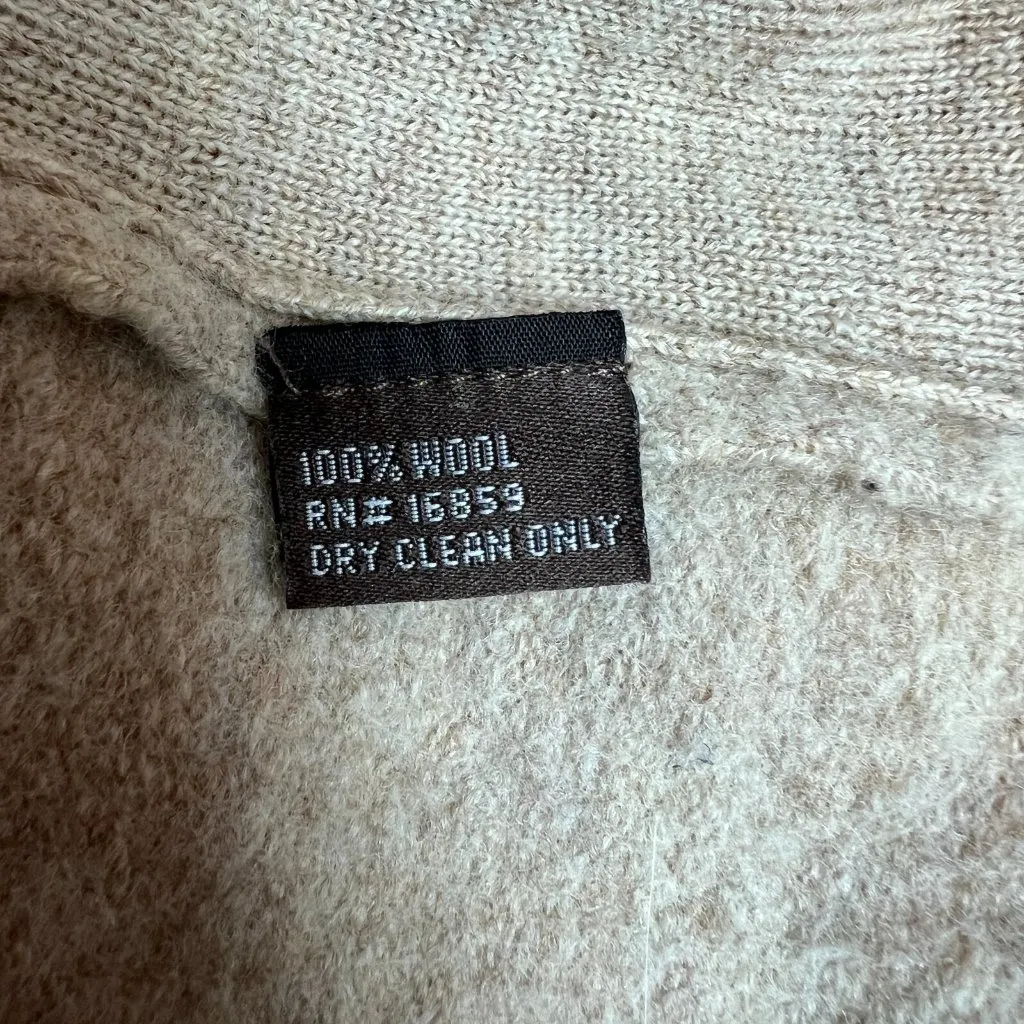 100% WOOL
RN# 16859
DRY CLEAN ONLY